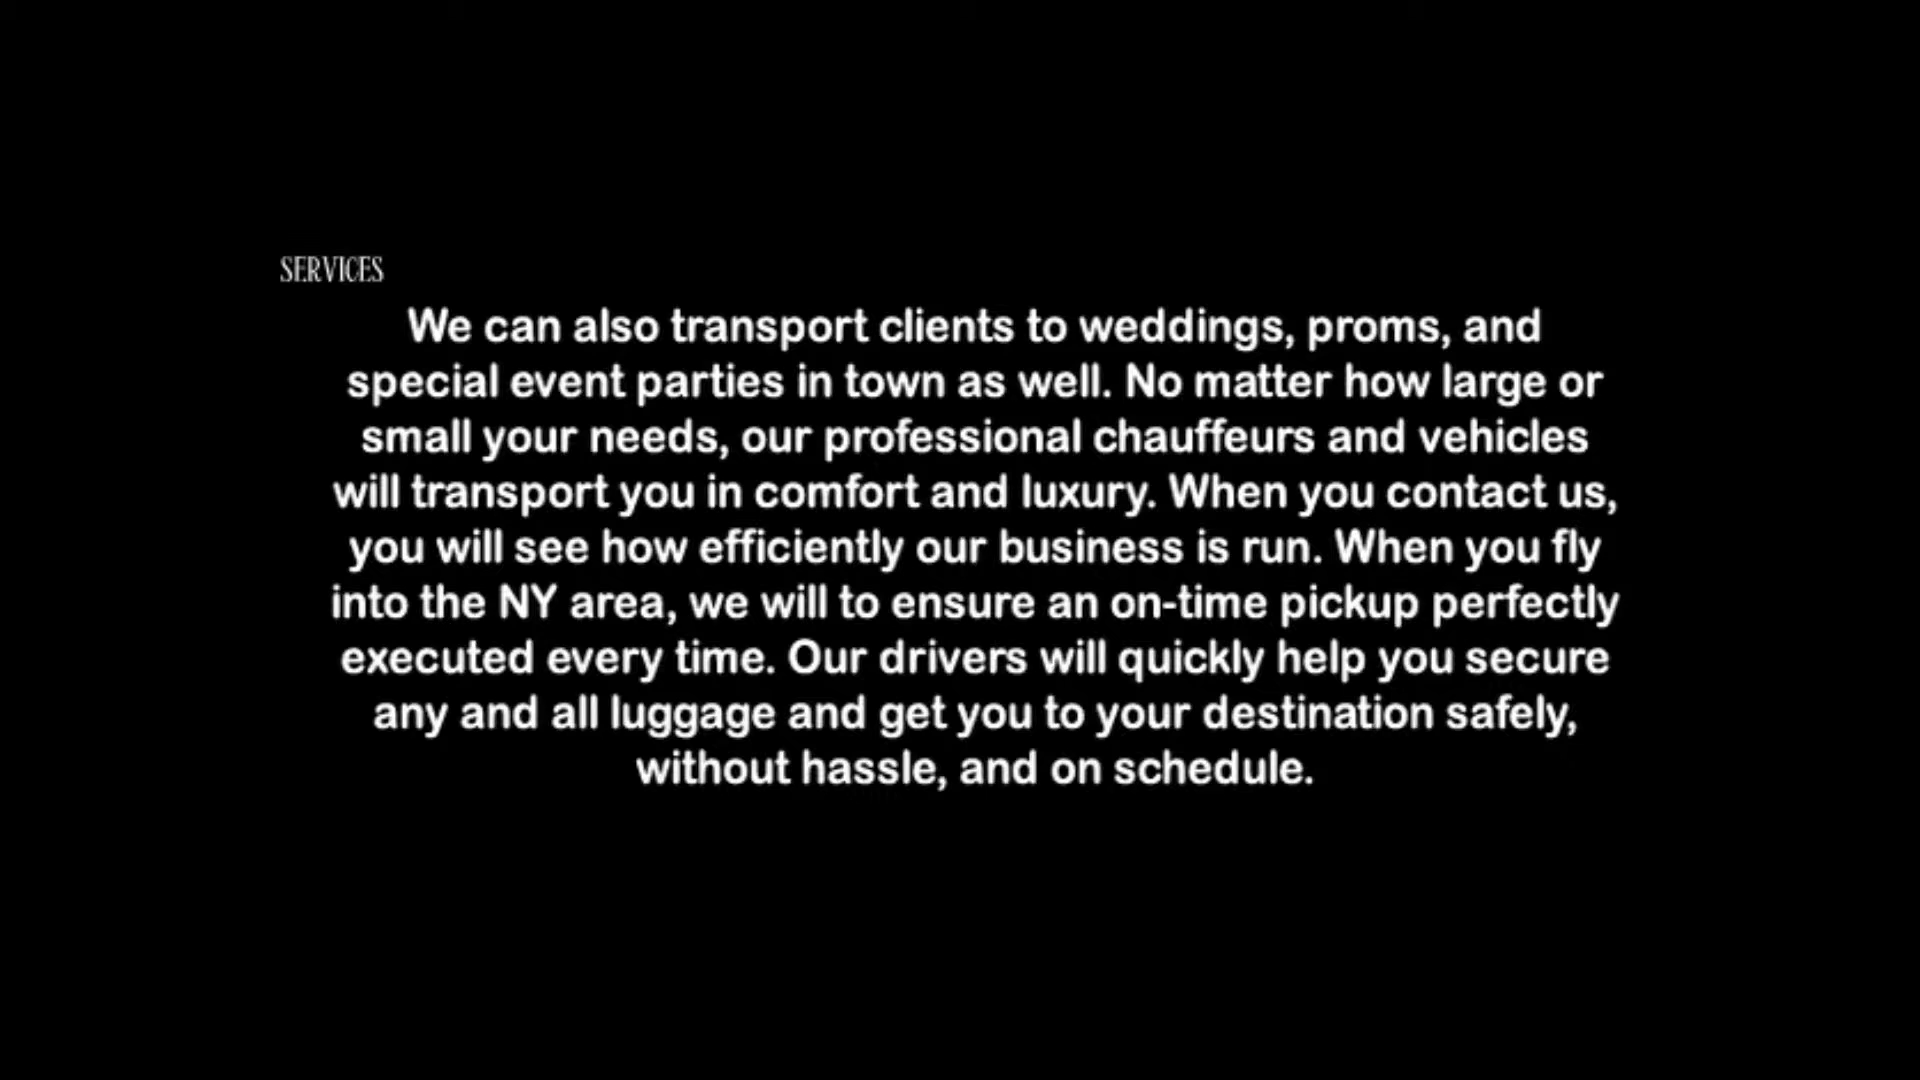 SERVICES
We can also transport clients to weddings, proms, and
special event parties in town as well. No matter how large or
small your needs, our professional chauffeurs and vehicles
will transport you in comfort and luxury. When you contact us,
you will see how efficiently our business is run. When you fly
into the NY area, we will to ensure an on-time pickup perfectly
executed every time. Our drivers will quickly help you secure
any and all luggage and get you to your destination safely,
without hassle, and on schedule.